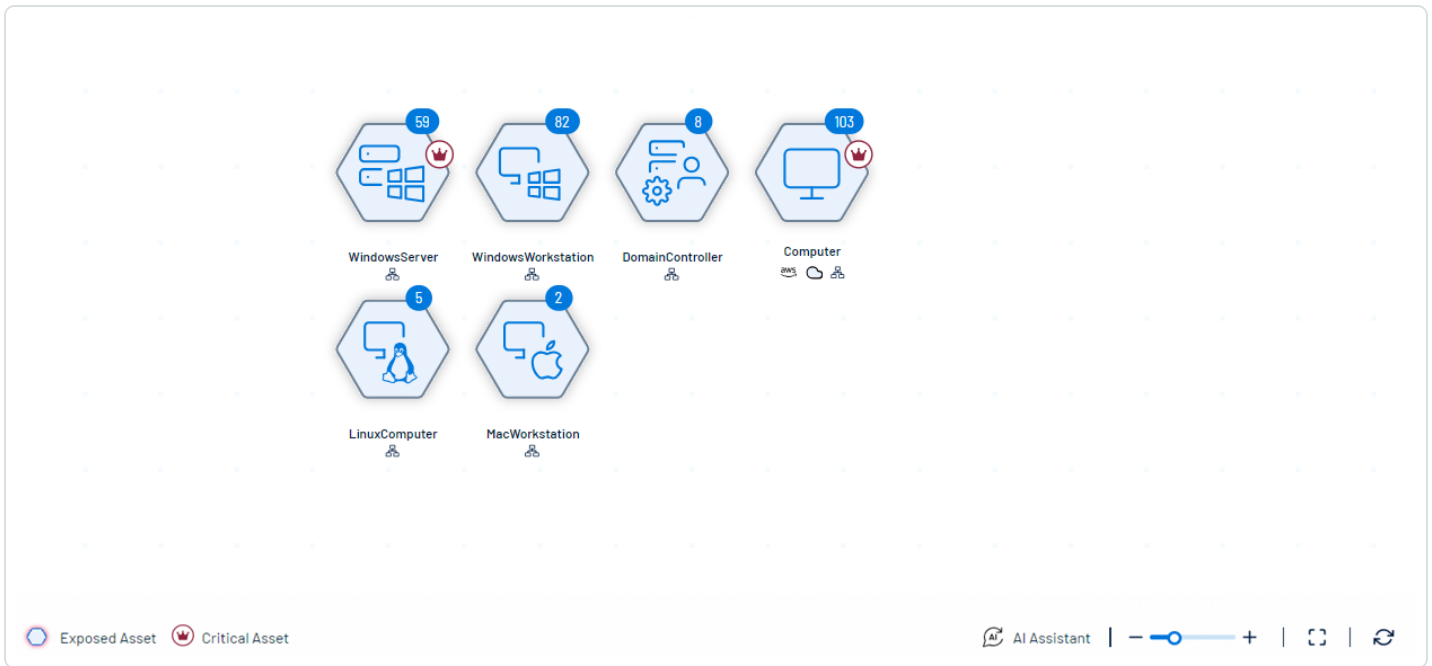 59
82
8
103
WindowsServer
WindowsWorkstation
DomainController
Computer
aws
5
2
LinuxComputer
MacWorkstation
Exposed Asset
Critical Asset
AI
AI Assistant